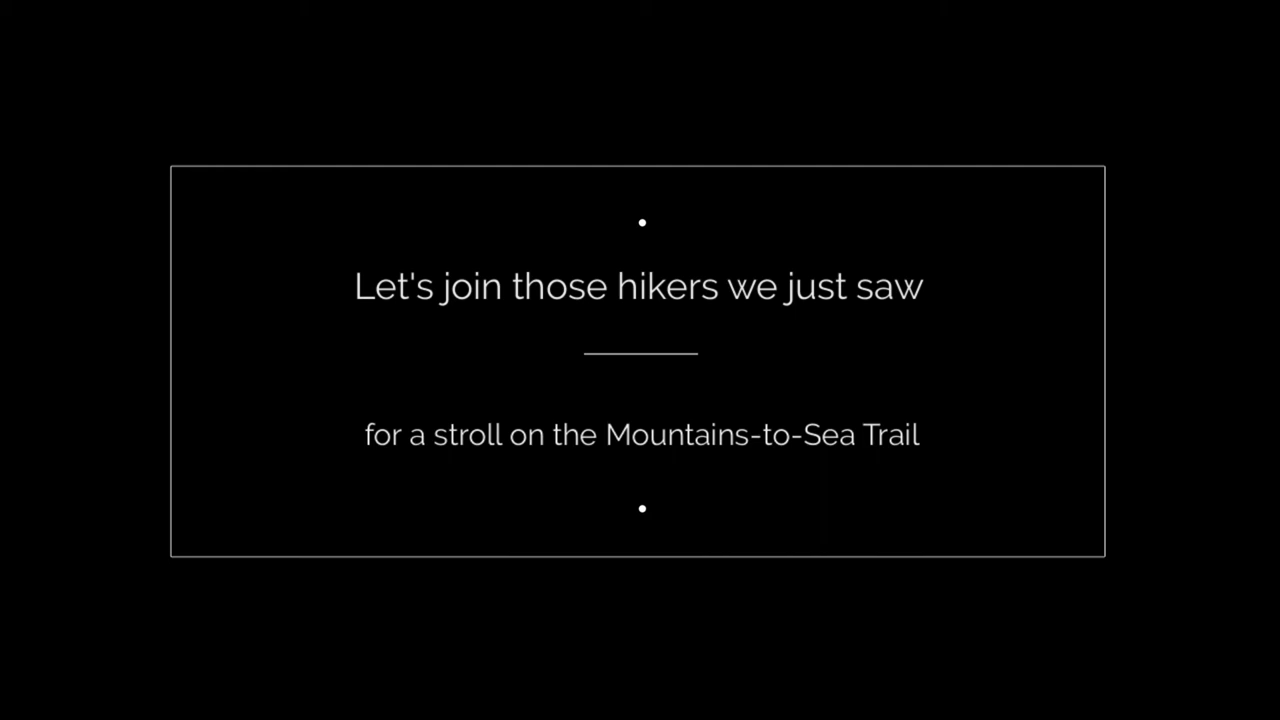 Let's join those hikers we just saw
for a stroll on the Mountains-to-Sea Trail